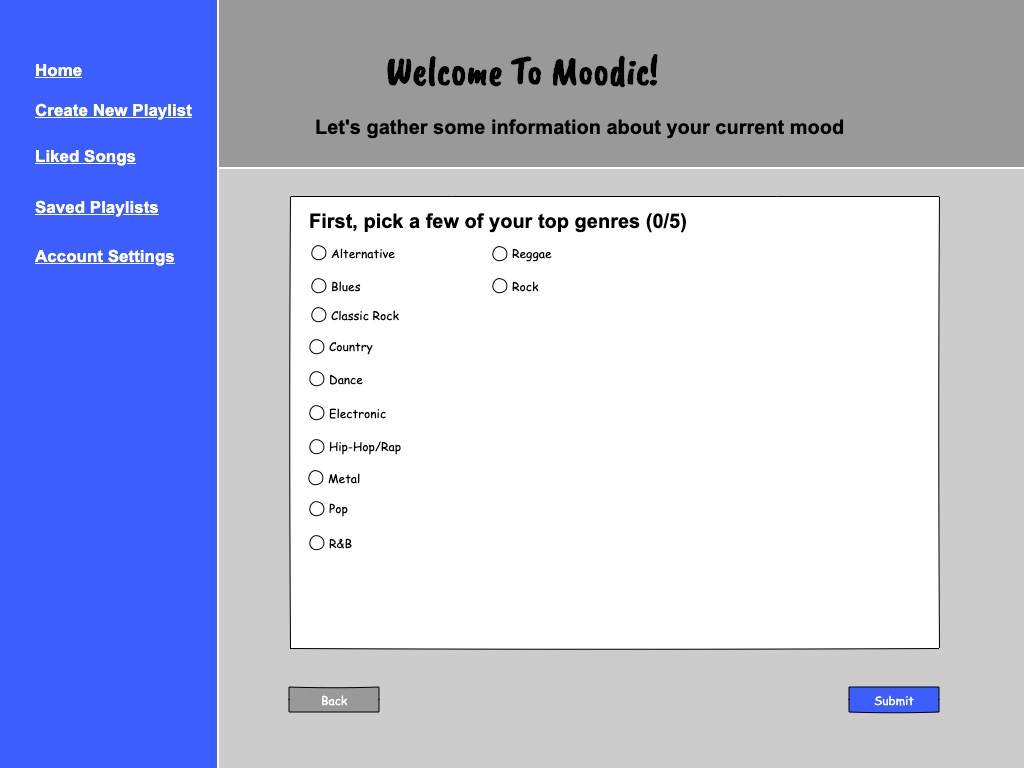 Home
Create New Playlist
Liked Songs
Saved Playlists
Account Settings
Welcome To Moodic!
Let's gather some information about your current mood
First, pick a few of your top genres (0/5)
Alternative
Blues
Classic Rock
Country
Dance
Electronic
Hip-Hop/Rap
Metal
Pop
R&B
Reggae
Rock
Back
Submit